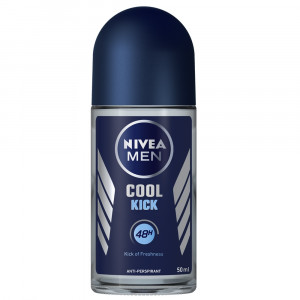 NIVEA
MEN
COOL
KICK
48H
Kick of Freshness
ANTI-PERSPIRANT
50ml